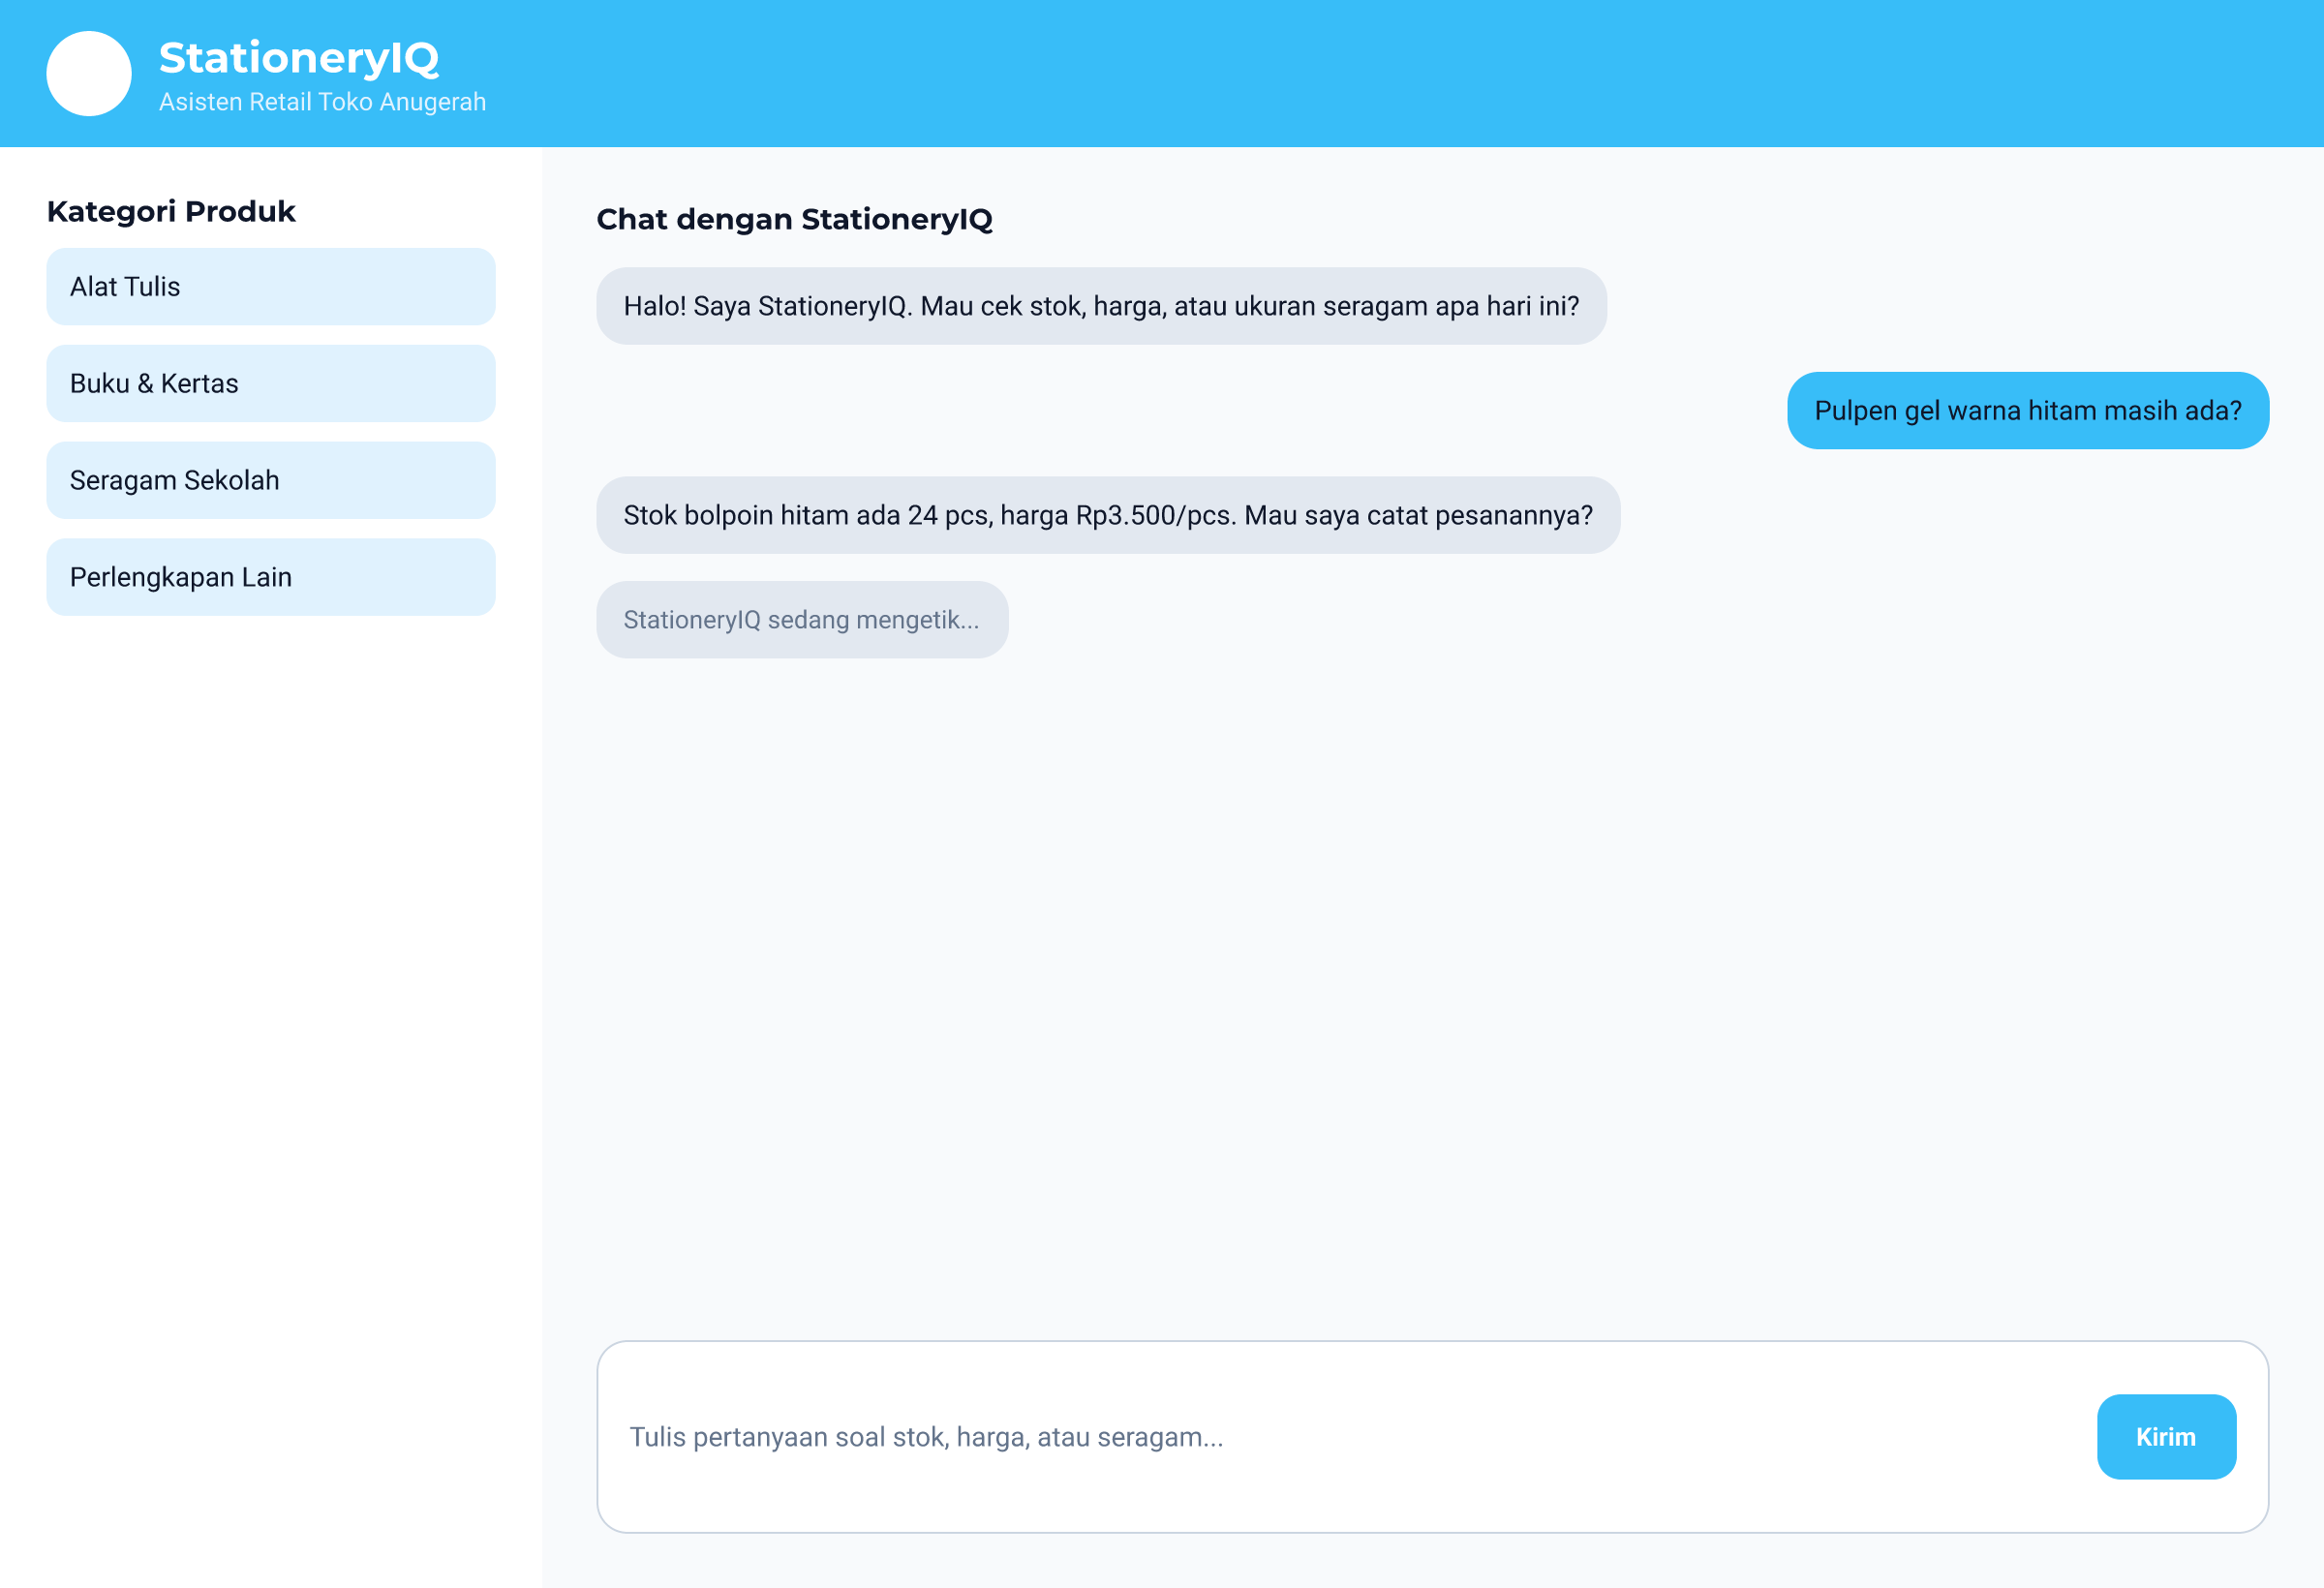 StationeryIQ
Asisten Retail Toko Anugerah
Kategori Produk
Alat Tulis
Buku & Kertas
Seragam Sekolah
Perlengkapan Lain
Chat dengan StationeryIQ
Halo! Saya StationeryIQ. Mau cek stok, harga, atau ukuran seragam apa hari ini?
Pulpen gel warna hitam masih ada?
Stok bolpoin hitam ada 24 pcs, harga Rp3.500/pcs. Mau saya catat pesanannya?
StationeryIQ sedang mengetik...
Tulis pertanyaan soal stok, harga, atau seragam...
Kirim